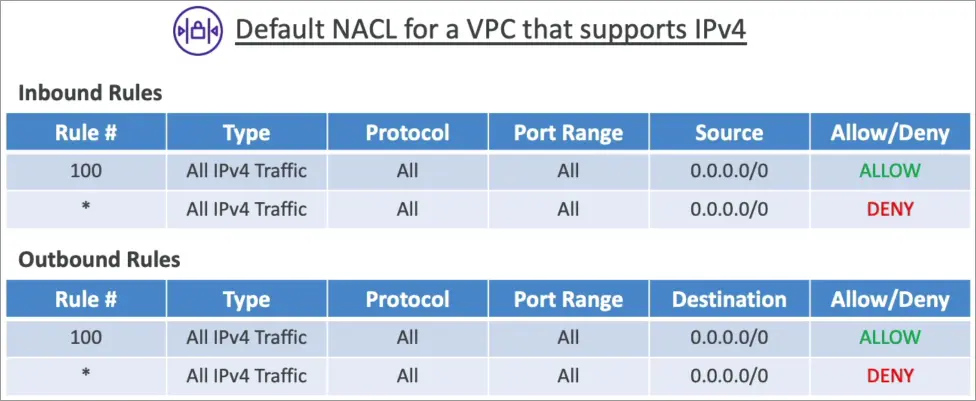 Default NACL for a VPC that supports IPv4
Inbound Rules
Rule # Type Protocol Port Range Source Allow/Deny
100 All IPv4 Traffic All All 0.0.0.0/0 ALLOW
* All IPv4 Traffic All All 0.0.0.0/0 DENY
Outbound Rules
Rule # Type Protocol Port Range Destination Allow/Deny
100 All IPv4 Traffic All All 0.0.0.0/0 ALLOW
* All IPv4 Traffic All All 0.0.0.0/0 DENY